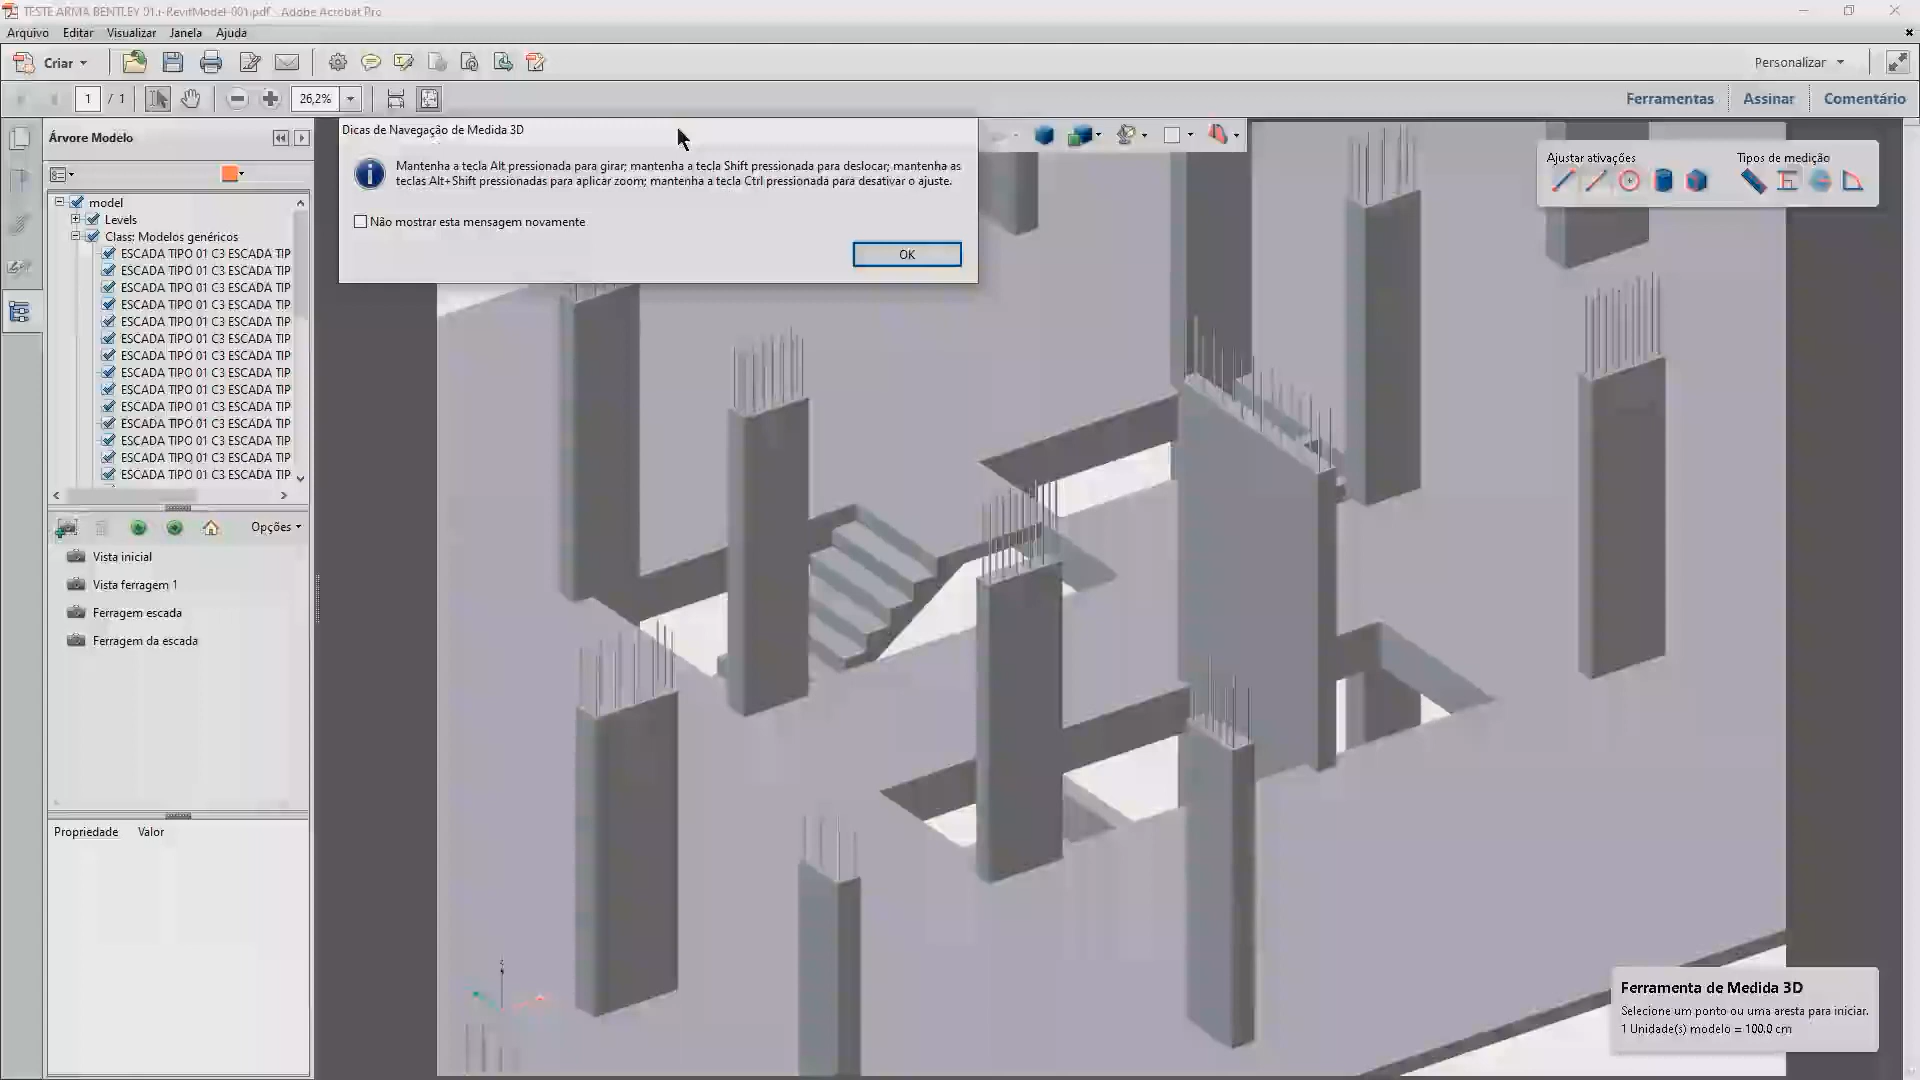 TESTE ARMA BENTLEY 01.r-RevitModel-001.pdf - Adobe Acrobat Pro
Arquivo Editar Visualizar Janela Ajuda
Criar
Personalizar
1 / 1
26,2%
Ferramentas Assinar Comentário
Árvore Modelo
model
Levels
Class: Modelos genéricos
ESCADA TIPO 01 C3 ESCADA TIP
ESCADA TIPO 01 C3 ESCADA TIP
ESCADA TIPO 01 C3 ESCADA TIP
ESCADA TIPO 01 C3 ESCADA TIP
ESCADA TIPO 01 C3 ESCADA TIP
ESCADA TIPO 01 C3 ESCADA TIP
ESCADA TIPO 01 C3 ESCADA TIP
ESCADA TIPO 01 C3 ESCADA TIP
ESCADA TIPO 01 C3 ESCADA TIP
ESCADA TIPO 01 C3 ESCADA TIP
ESCADA TIPO 01 C3 ESCADA TIP
ESCADA TIPO 01 C3 ESCADA TIP
ESCADA TIPO 01 C3 ESCADA TIP
ESCADA TIPO 01 C3 ESCADA TIP
Opções
Vista inicial
Vista ferragem 1
Ferragem escada
Ferragem da escada
Propriedade Valor
Dicas de Navegação de Medida 3D
Mantenha a tecla Alt pressionada para girar; mantenha a tecla Shift pressionada para deslocar; mantenha as
teclas Alt+Shift pressionadas para aplicar zoom; mantenha a tecla Ctrl pressionada para desativar o ajuste.
Não mostrar esta mensagem novamente
OK
Ajustar ativações Tipos de medição
Ferramenta de Medida 3D
Selecione um ponto ou uma aresta para iniciar.
1 Unidade(s) modelo = 100.0 cm